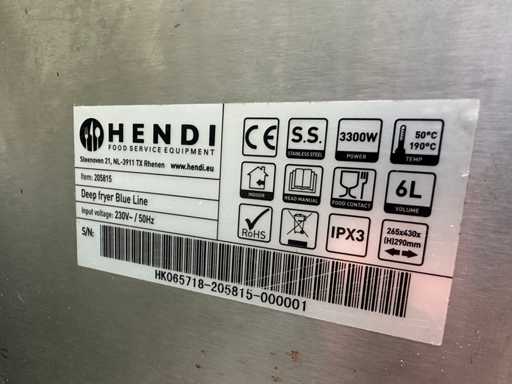 HENDI
FOOD SERVICE EQUIPMENT
Steenoven 21, NL-3911 TX Rhenen www.hendi.eu
Item: 205815
Deep fryer Blue Line
Input voltage: 230V~ / 50Hz
S/N:
HK065718-205815-000001
CE
S.S.
STAINLESS STEEL
3300W
POWER
50°C
190°C
TEMP
INDOOR
READ MANUAL
FOOD CONTACT
6L
VOLUME
RoHS
IPX3
265x430x
(H)290mm